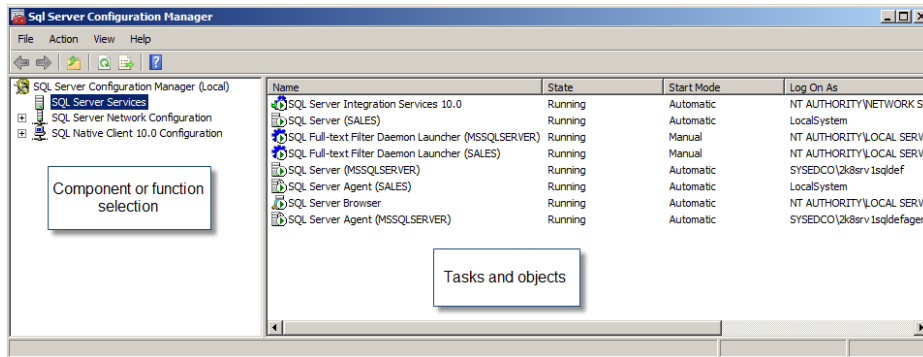 Sql Server Configuration Manager
File Action View Help
SQL Server Configuration Manager (Local)
SQL Server Services
SQL Server Network Configuration
SQL Native Client 10.0 Configuration
Component or function
selection
Name State Start Mode Log On As
SQL Server Integration Services 10.0 Running Automatic NT AUTHORITY\NETWORK S
SQL Server (SALES) Running Automatic LocalSystem
SQL Full-text Filter Daemon Launcher (MSSQLSERVER) Running Manual NT AUTHORITY\LOCAL SERV
SQL Full-text Filter Daemon Launcher (SALES) Running Manual NT AUTHORITY\LOCAL SERV
SQL Server (MSSQLSERVER) Running Automatic SYSEDCO\2k8srv1sqldef
SQL Server Agent (SALES) Running Automatic LocalSystem
SQL Server Browser Running Automatic NT AUTHORITY\LOCAL SERV
SQL Server Agent (MSSQLSERVER) Running Automatic SYSEDCO\2k8srv1sqldefager
Tasks and objects